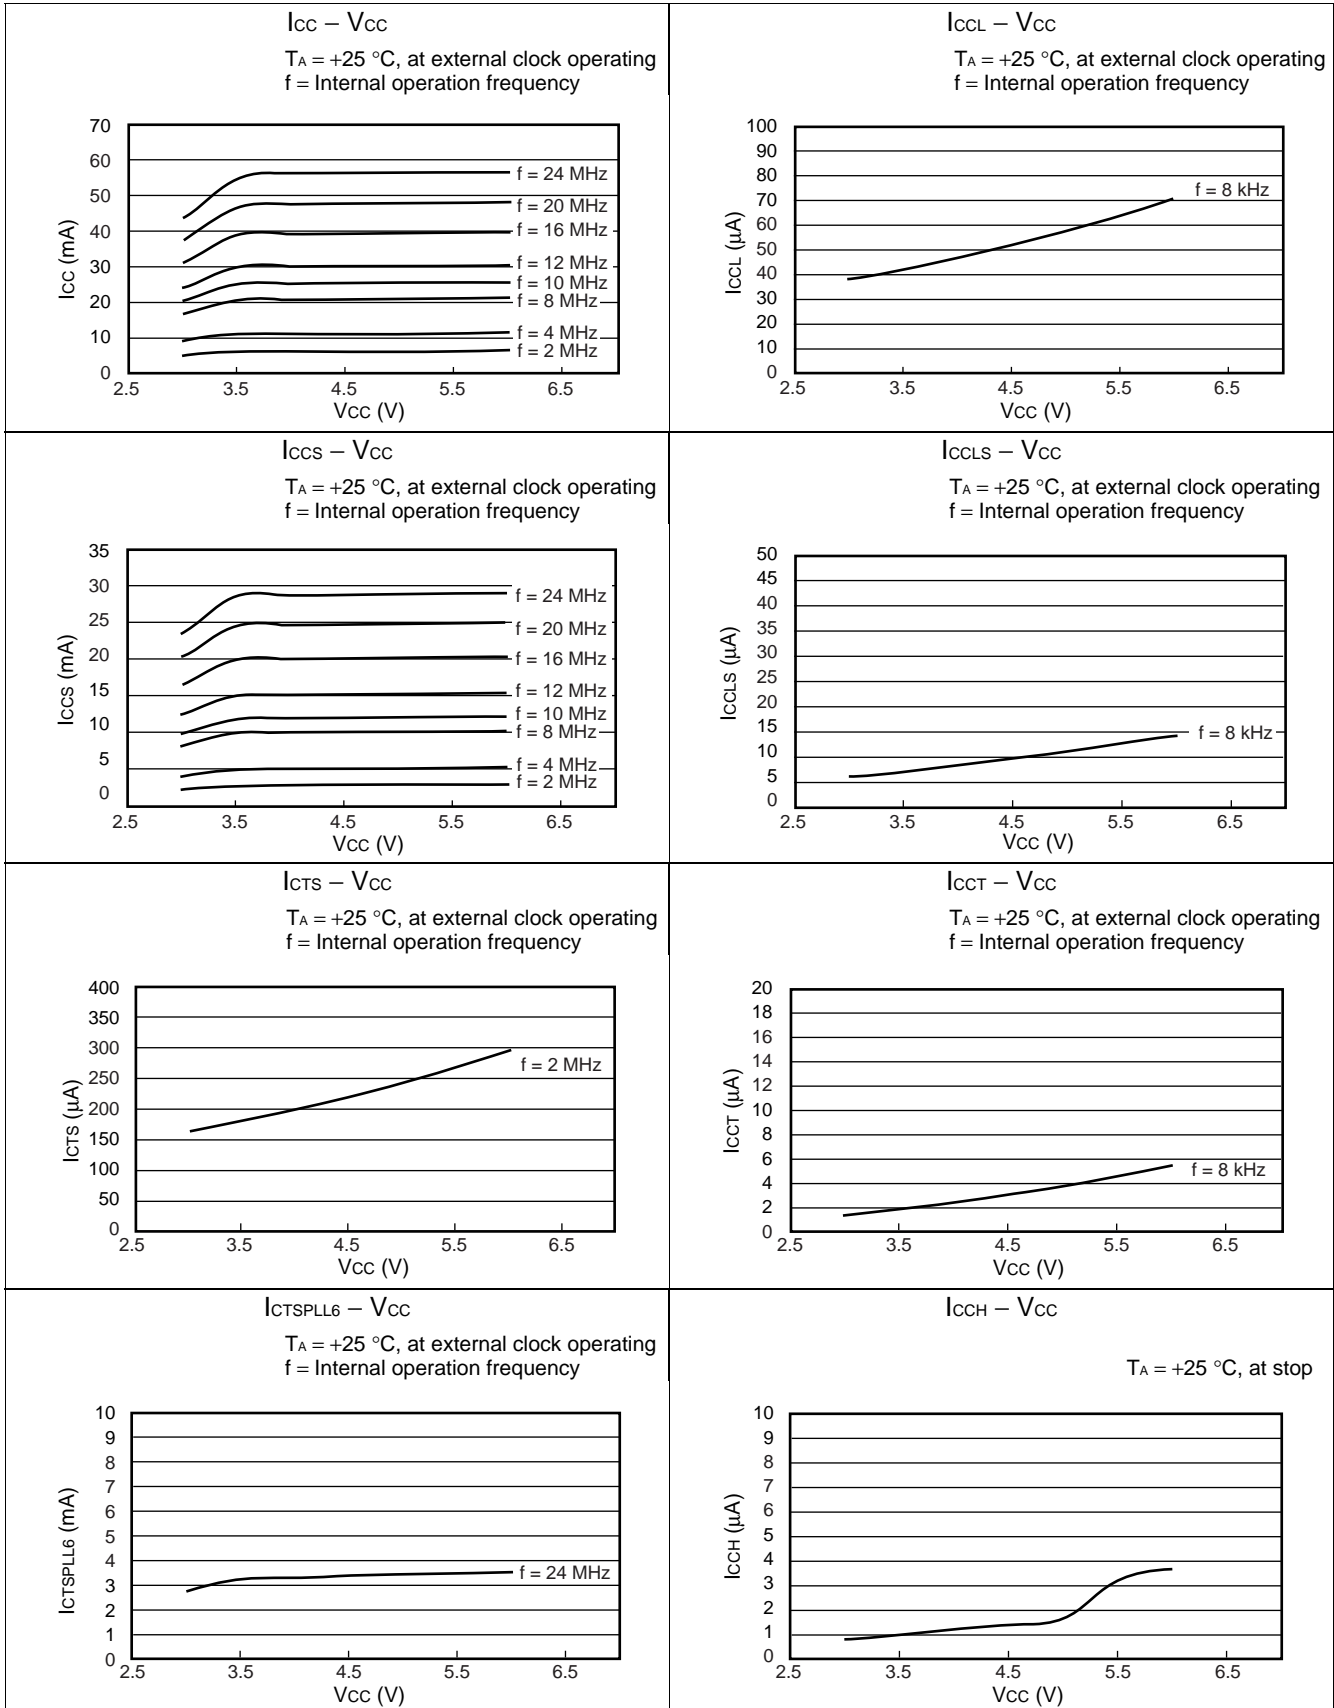 ICC – VCC
TA = +25 °C, at external clock operating
f = Internal operation frequency
70
60
50
40
30
20
10
0
ICC (mA)
f = 24 MHz
f = 20 MHz
f = 16 MHz
f = 12 MHz
f = 10 MHz
f = 8 MHz
f = 4 MHz
f = 2 MHz
2.5 3.5 4.5 5.5 6.5
VCC (V)
ICCL – VCC
TA = +25 °C, at external clock operating
f = Internal operation frequency
100
90
80
70
60
50
40
30
20
10
0
ICCL (μA)
f = 8 kHz
2.5 3.5 4.5 5.5 6.5
VCC (V)
ICCS – VCC
TA = +25 °C, at external clock operating
f = Internal operation frequency
35
30
25
20
15
10
5
0
ICCS (mA)
f = 24 MHz
f = 20 MHz
f = 16 MHz
f = 12 MHz
f = 10 MHz
f = 8 MHz
f = 4 MHz
f = 2 MHz
2.5 3.5 4.5 5.5 6.5
VCC (V)
ICCLS – VCC
TA = +25 °C, at external clock operating
f = Internal operation frequency
50
45
40
35
30
25
20
15
10
5
0
ICCLS (μA)
f = 8 kHz
2.5 3.5 4.5 5.5 6.5
VCC (V)
ICTS – VCC
TA = +25 °C, at external clock operating
f = Internal operation frequency
400
350
300
250
200
150
100
50
0
ICTS (μA)
f = 2 MHz
2.5 3.5 4.5 5.5 6.5
VCC (V)
ICCT – VCC
TA = +25 °C, at external clock operating
f = Internal operation frequency
20
18
16
14
12
10
8
6
4
2
0
ICCT (μA)
f = 8 kHz
2.5 3.5 4.5 5.5 6.5
VCC (V)
ICTSPLL6 – VCC
TA = +25 °C, at external clock operating
f = Internal operation frequency
10
9
8
7
6
5
4
3
2
1
0
ICTSPLL6 (mA)
f = 24 MHz
2.5 3.5 4.5 5.5 6.5
VCC (V)
ICCH – VCC
TA = +25 °C, at stop
10
9
8
7
6
5
4
3
2
1
0
ICCH (μA)
2.5 3.5 4.5 5.5 6.5
VCC (V)